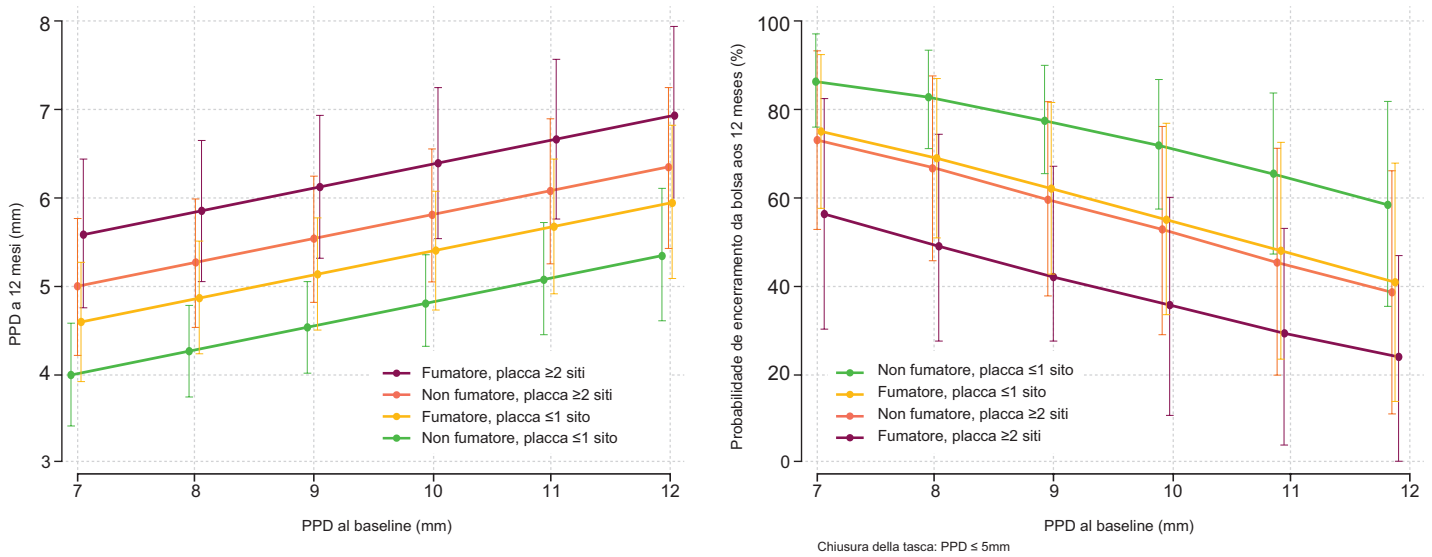 8
7
6
5
4
3
PPD a 12 mesi (mm)
Fumatore, placca ≥2 siti
Non fumatore, placca ≥2 siti
Fumatore, placca ≤1 sito
Non fumatore, placca ≤1 sito
7 8 9 10 11 12
PPD al baseline (mm)
100
80
60
40
20
0
Probabilidade de encerramento da bolsa aos 12 meses (%)
Non fumatore, placca ≤1 sito
Fumatore, placca ≤1 sito
Non fumatore, placca ≥2 siti
Fumatore, placca ≥2 siti
7 8 9 10 11 12
PPD al baseline (mm)
Chiusura della tasca: PPD ≤ 5mm